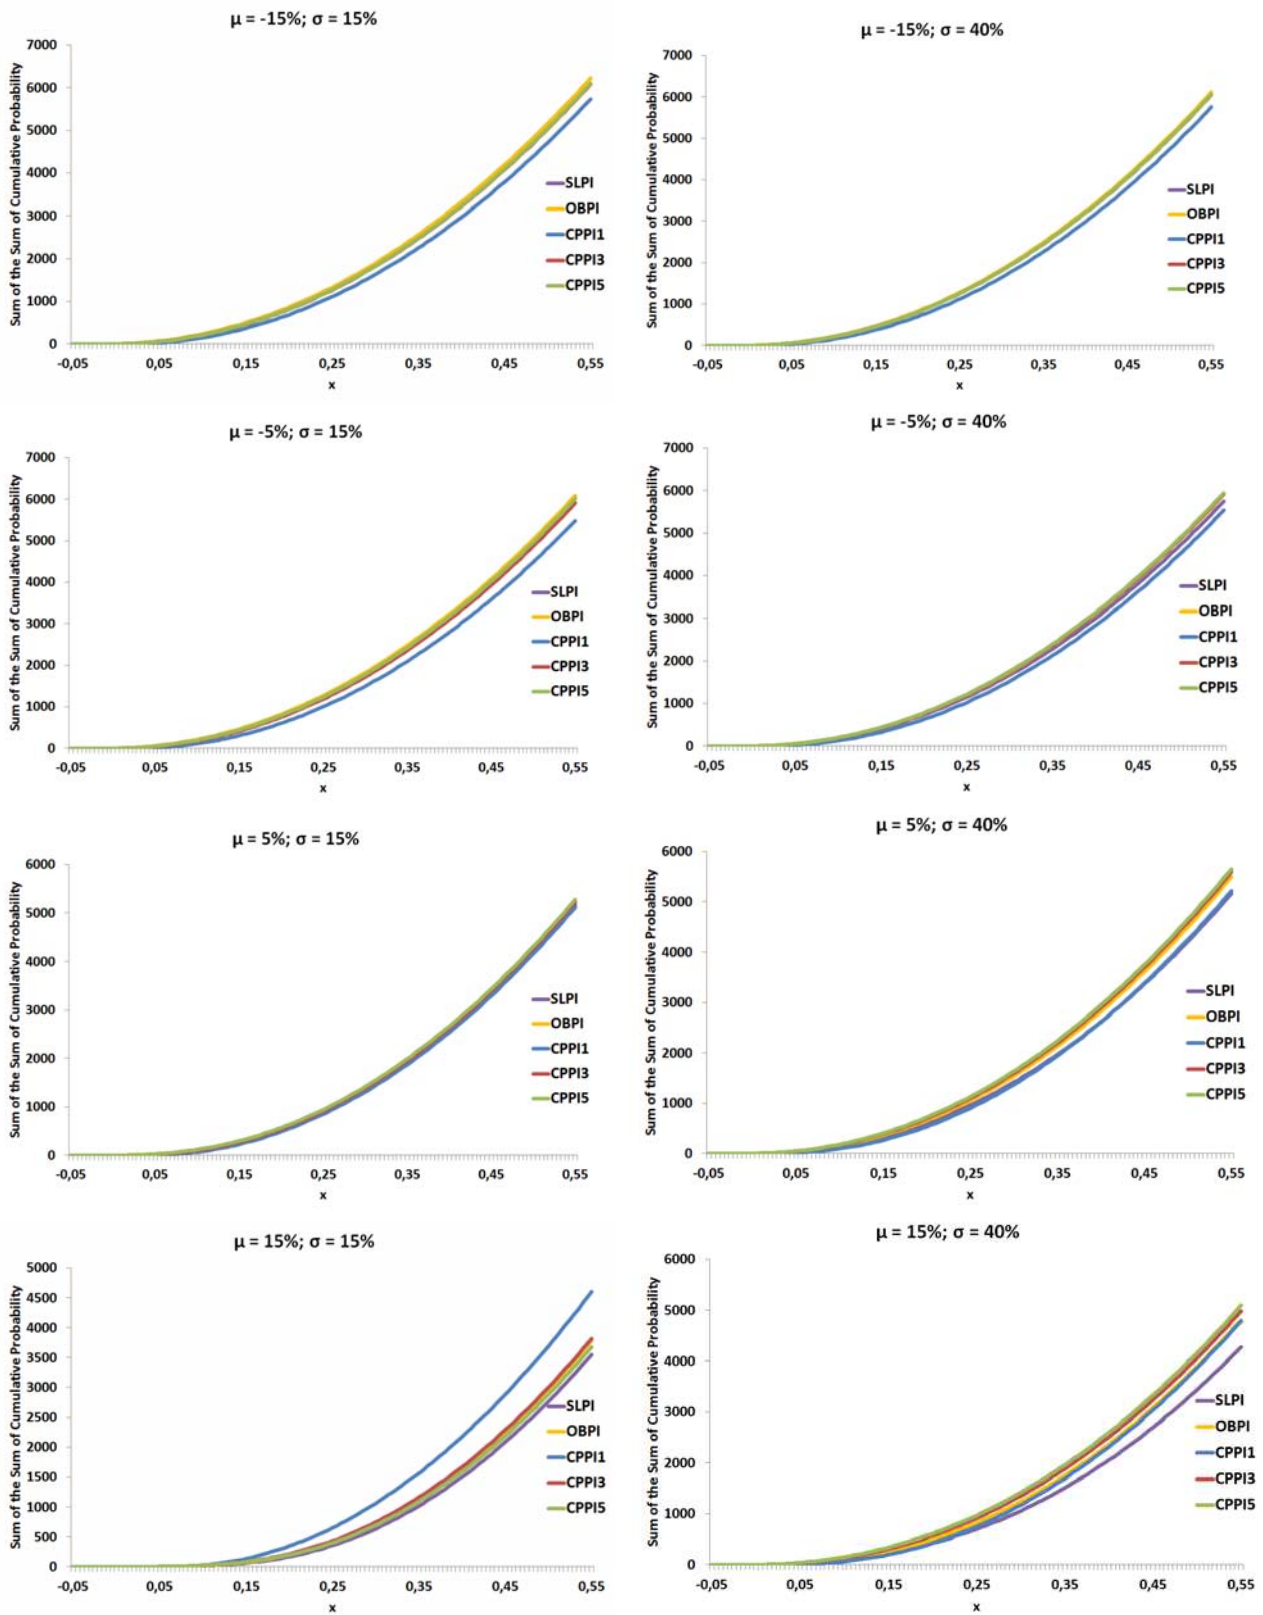 μ = -15%; σ = 15%
Sum of the Sum of Cumulative Probability
7000
6000
5000
4000
3000
2000
1000
0
-0,05
0,05
0,15
0,25
0,35
0,45
0,55
x
SLPI
OBPI
CPPI1
CPPI3
CPPI5
μ = -15%; σ = 40%
Sum of the Sum of Cumulative Probability
7000
6000
5000
4000
3000
2000
1000
0
-0,05
0,05
0,15
0,25
0,35
0,45
0,55
x
SLPI
OBPI
CPPI1
CPPI3
CPPI5
μ = -5%; σ = 15%
Sum of the Sum of Cumulative Probability
7000
6000
5000
4000
3000
2000
1000
0
-0,05
0,05
0,15
0,25
0,35
0,45
0,55
x
SLPI
OBPI
CPPI1
CPPI3
CPPI5
μ = -5%; σ = 40%
Sum of the Sum of Cumulative Probability
7000
6000
5000
4000
3000
2000
1000
0
-0,05
0,05
0,15
0,25
0,35
0,45
0,55
x
SLPI
OBPI
CPPI1
CPPI3
CPPI5
μ = 5%; σ = 15%
Sum of the Sum of Cumulative Probability
6000
5000
4000
3000
2000
1000
0
-0,05
0,05
0,15
0,25
0,35
0,45
0,55
x
SLPI
OBPI
CPPI1
CPPI3
CPPI5
μ = 5%; σ = 40%
Sum of the Sum of Cumulative Probability
6000
5000
4000
3000
2000
1000
0
-0,05
0,05
0,15
0,25
0,35
0,45
0,55
x
SLPI
OBPI
CPPI1
CPPI3
CPPI5
μ = 15%; σ = 15%
Sum of the Sum of Cumulative Probability
5000
4500
4000
3500
3000
2500
2000
1500
1000
500
0
-0,05
0,05
0,15
0,25
0,35
0,45
0,55
x
SLPI
OBPI
CPPI1
CPPI3
CPPI5
μ = 15%; σ = 40%
Sum of the Sum of Cumulative Probability
6000
5000
4000
3000
2000
1000
0
-0,05
0,05
0,15
0,25
0,35
0,45
0,55
x
SLPI
OBPI
CPPI1
CPPI3
CPPI5